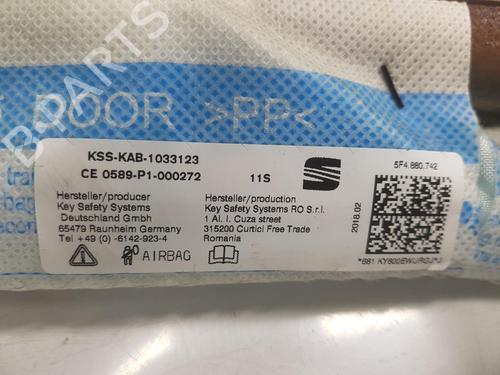 DOOR >PP<
KSS-KAB-1033123
CE 0589-P1-000272
11S
5F4.880.742
Hersteller/producer
Key Safety Systems
Deutschland Gmbh
65479 Raunheim Germany
Tel +49 (0) -6142-923-4
AIRBAG
Hersteller/production
Key Safety Systems RO S.r.l.
1 Al. I. Cuza street
315200 Curtici Free Trade
Romania
2018.02
*681 KY800EWURGJ*J